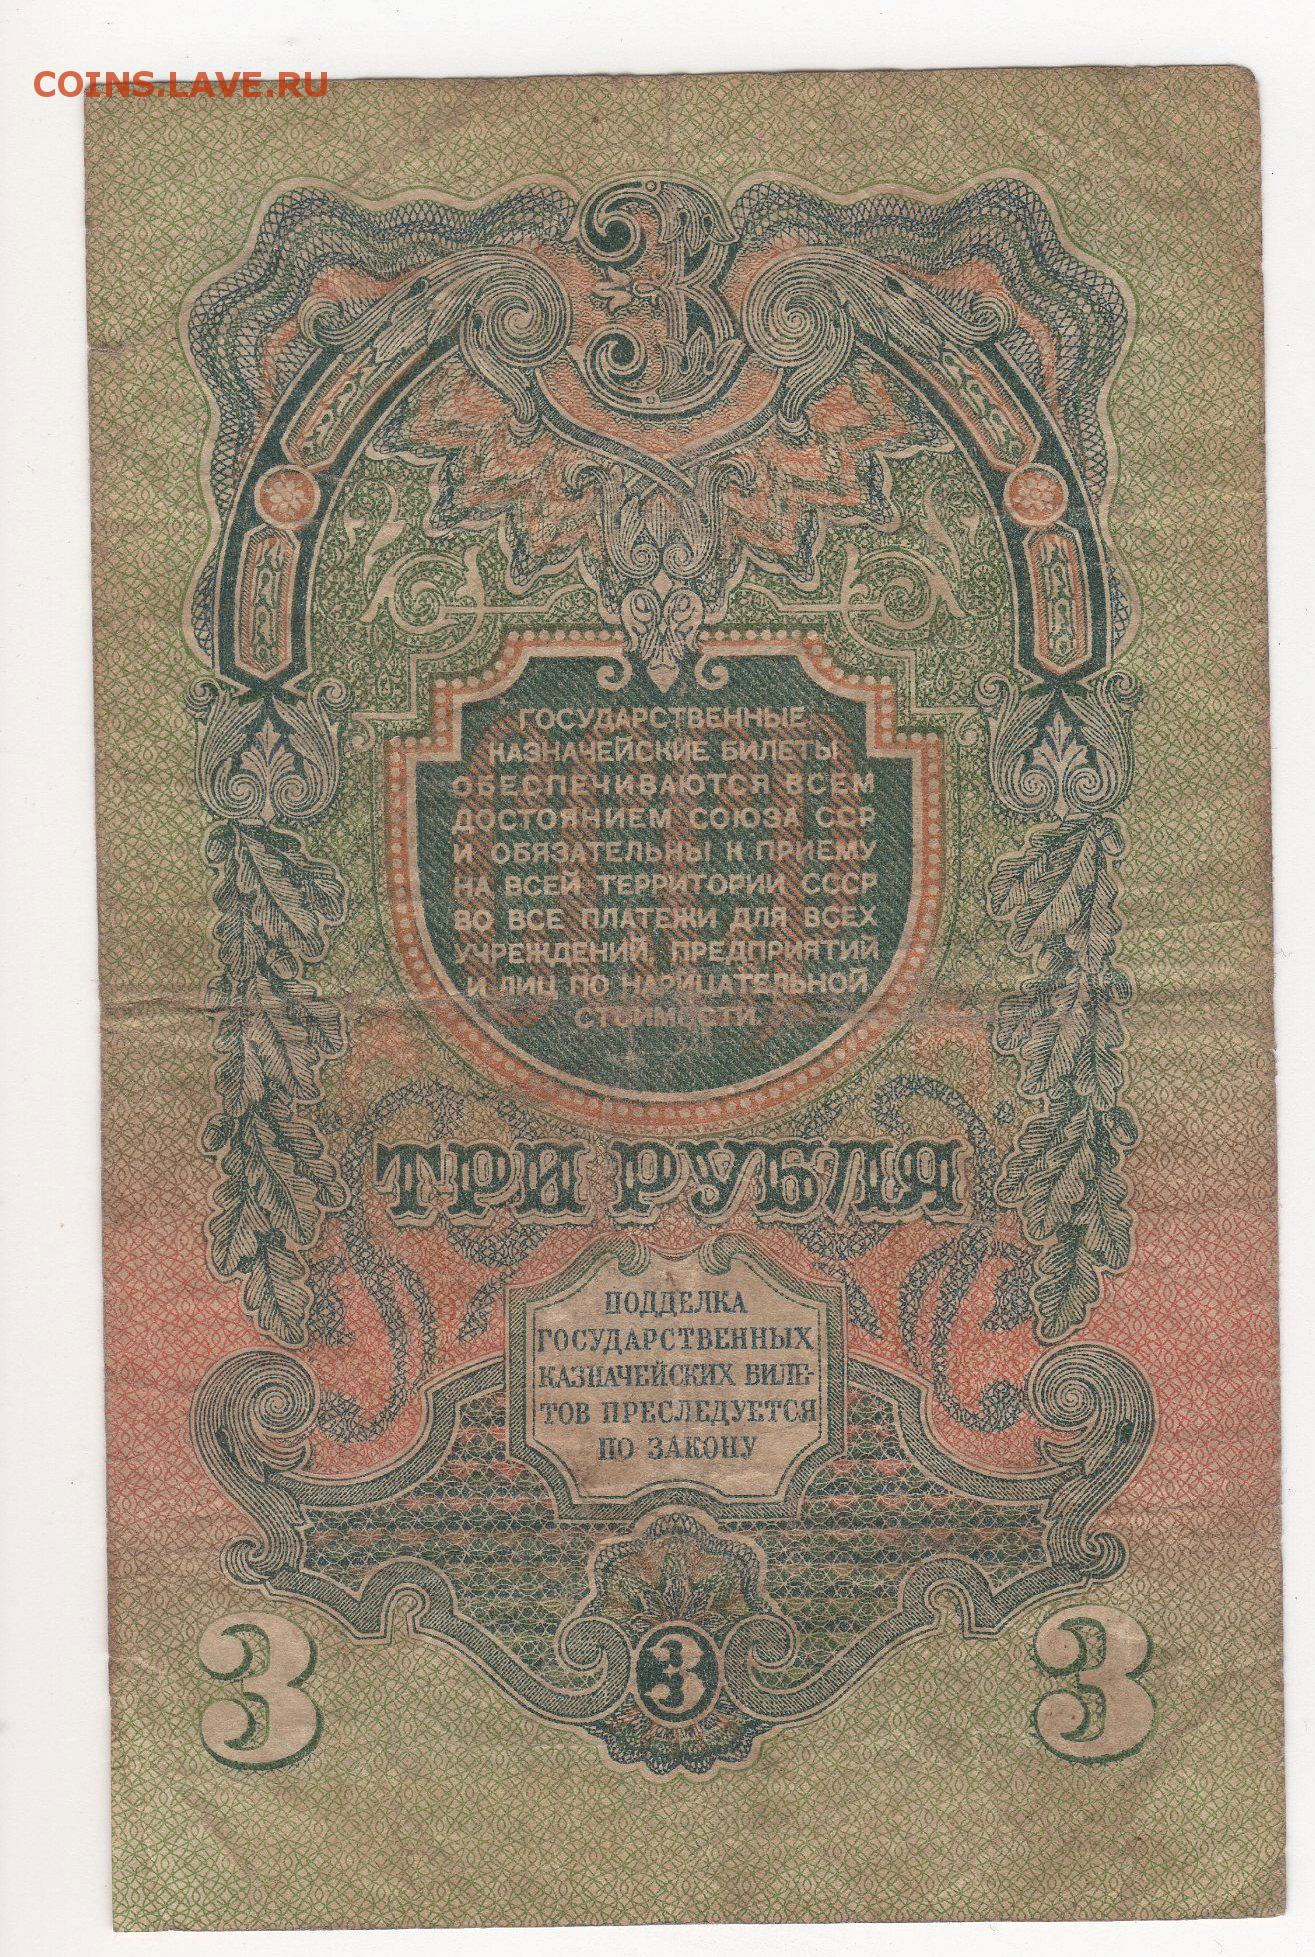 COINS.LAVE.RU
3
ГОСУДАРСТВЕННЫЕ
КАЗНАЧЕЙСКИЕ БИЛЕТЫ
ОБЕСПЕЧИВАЮТСЯ ВСЕМ
ДОСТОЯНИЕМ СОЮЗА ССР
И ОБЯЗАТЕЛЬНЫ К ПРИЕМУ
НА ВСЕЙ ТЕРРИТОРИИ СССР
ВО ВСЕ ПЛАТЕЖИ ДЛЯ ВСЕХ
УЧРЕЖДЕНИЙ, ПРЕДПРИЯТИЙ
И ЛИЦ ПО НАРИЦАТЕЛЬНОЙ
СТОИМОСТИ.
ТРИ РУБЛЯ
ПОДДЕЛКА
ГОСУДАРСТВЕННЫХ
КАЗНАЧЕЙСКИХ БИЛЕ-
ТОВ ПРЕСЛЕДУЕТСЯ
ПО ЗАКОНУ
3 3 3